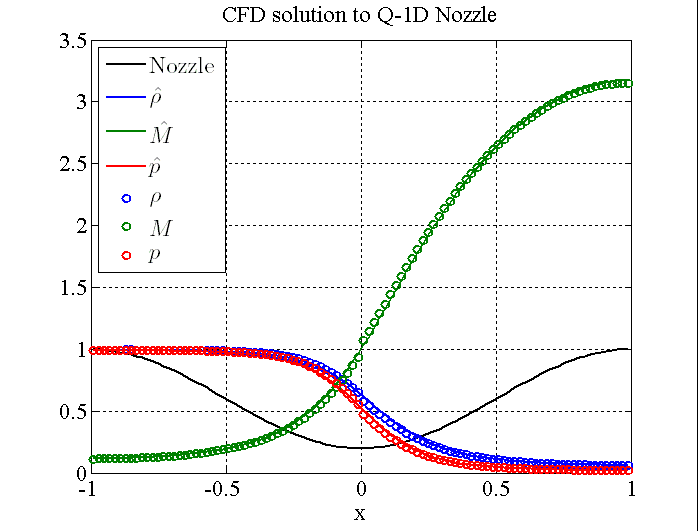 CFD solution to Q-1D Nozzle
3.5
3
2.5
2
1.5
1
0.5
0
Nozzle
ρ̂
M̂
p̂
ρ
M
p
-1 -0.5 0 0.5 1
x